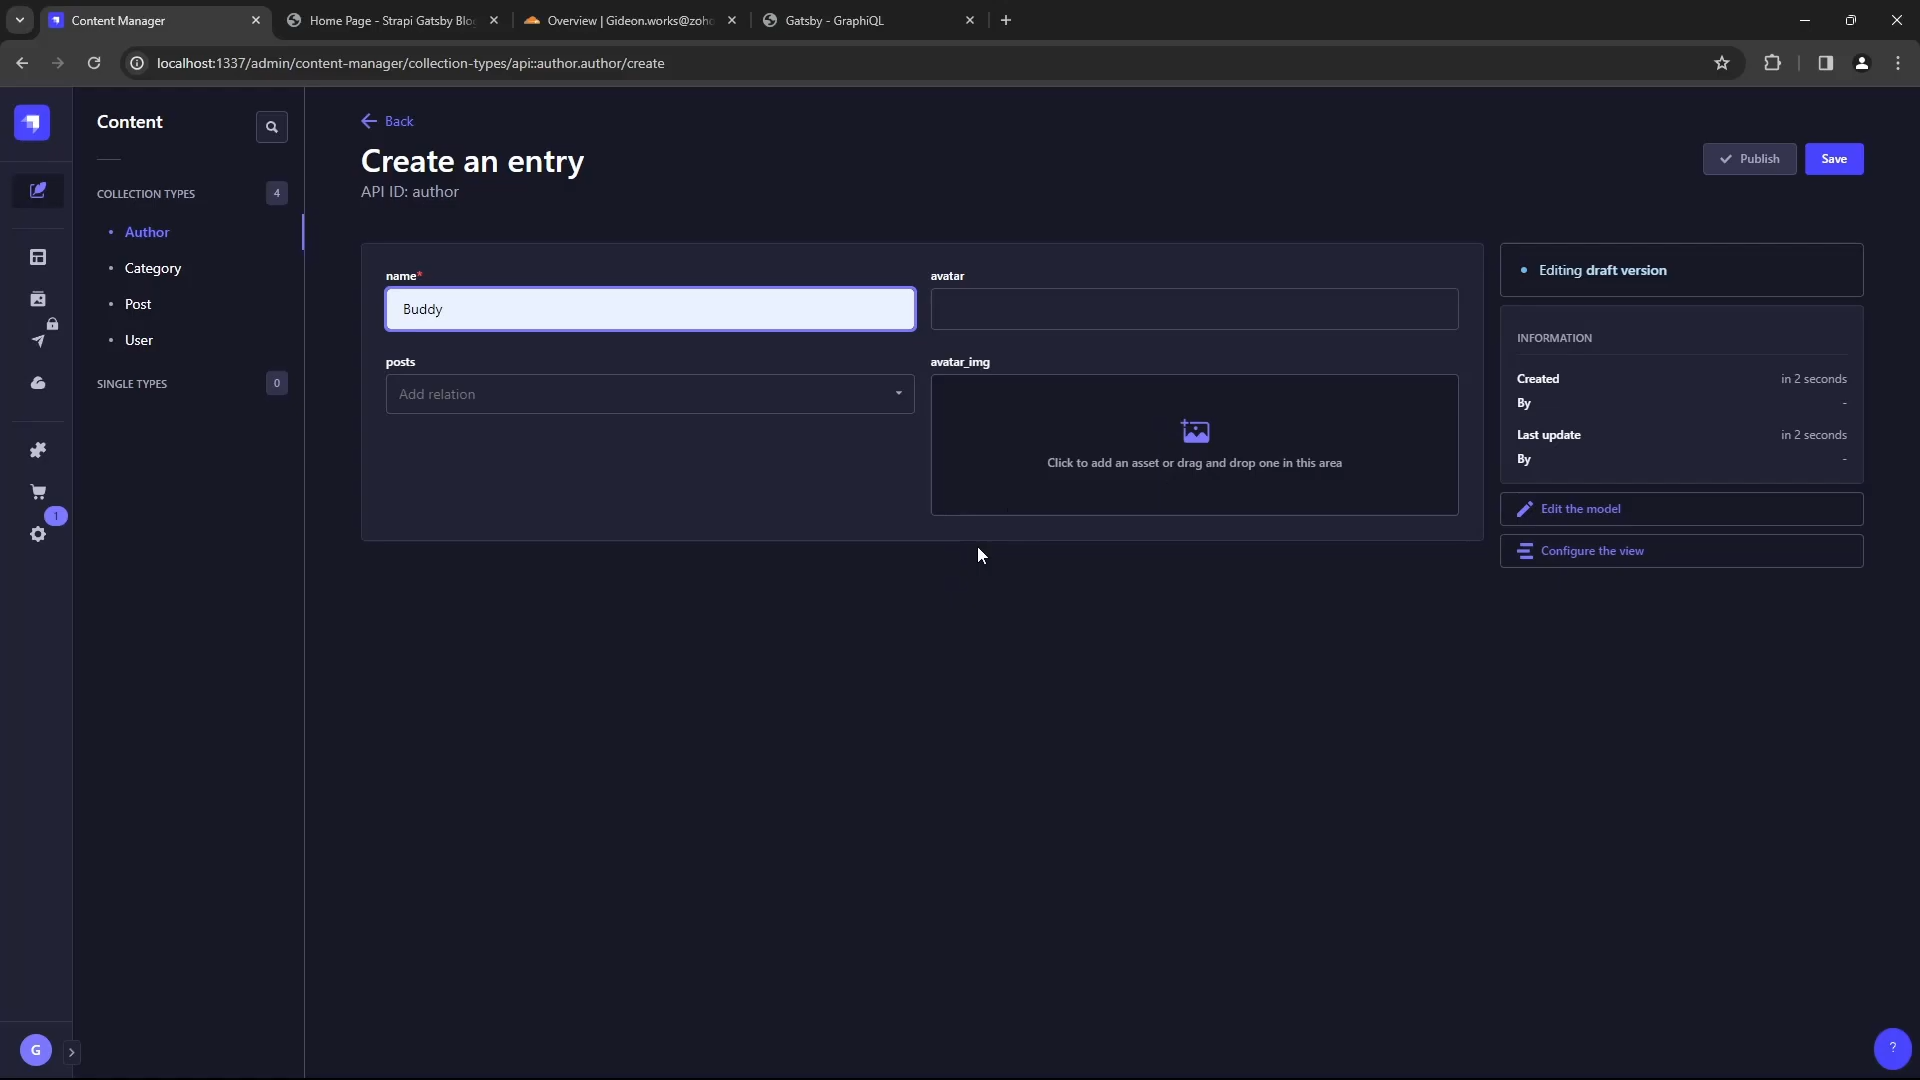 Content Manager
Home Page - Strapi Gatsby Blo
Overview | Gideon.works@zoho
Gatsby - GraphiQL
localhost:1337/admin/content-manager/collection-types/api::author.author/create
Content
COLLECTION TYPES 4
Author
Category
Post
User
SINGLE TYPES 0
1
G
Back
Create an entry
API ID: author
Publish
Save
name*
Buddy
avatar
posts
Add relation
avatar_img
Click to add an asset or drag and drop one in this area
Editing draft version
INFORMATION
Created in 2 seconds
By -
Last update in 2 seconds
By -
Edit the model
Configure the view
?